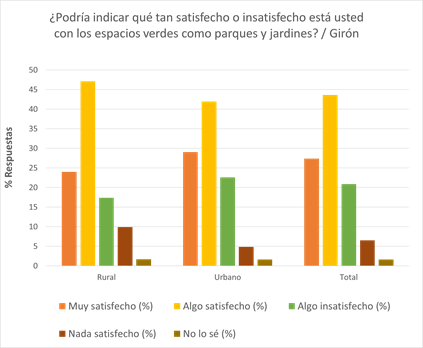 ¿Podría indicar qué tan satisfecho o insatisfecho está usted
con los espacios verdes como parques y jardines? / Girón
50
45
40
35
30
25
20
15
10
5
0
% Respuestas
Rural
Urbano
Total
Muy satisfecho (%)
Algo satisfecho (%)
Algo insatisfecho (%)
Nada satisfecho (%)
No lo sé (%)